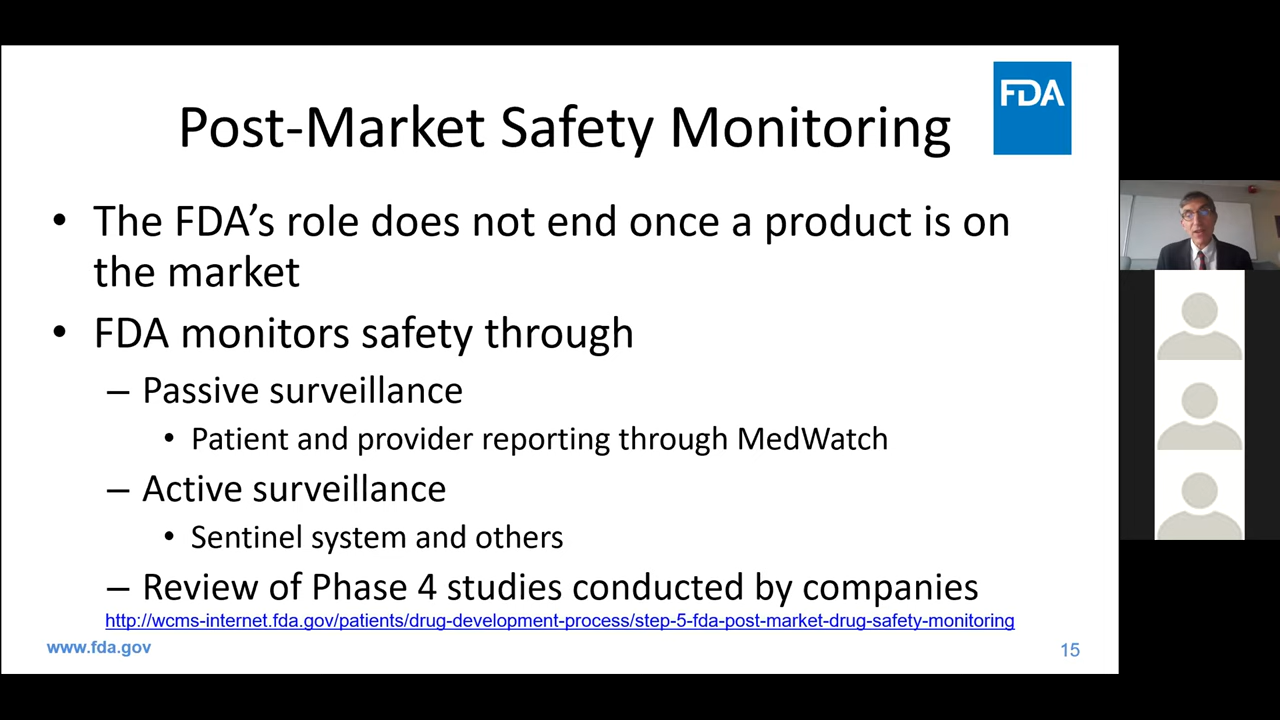 FDA
Post-Market Safety Monitoring
• The FDA’s role does not end once a product is on
the market
• FDA monitors safety through
– Passive surveillance
• Patient and provider reporting through MedWatch
– Active surveillance
• Sentinel system and others
– Review of Phase 4 studies conducted by companies
http://wcms-internet.fda.gov/patients/drug-development-process/step-5-fda-post-market-drug-safety-monitoring
www.fda.gov
15